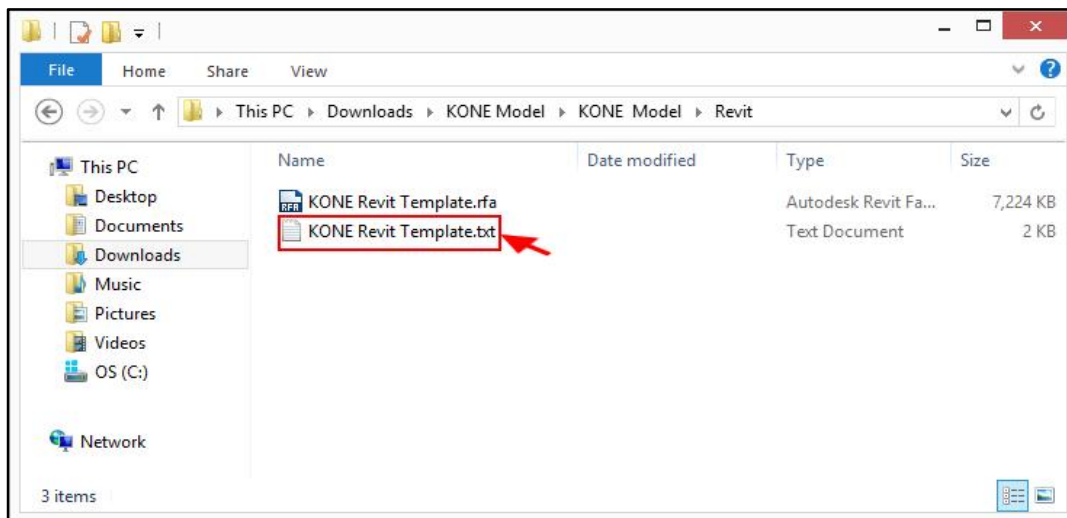 File Home Share View
This PC Downloads KONE Model KONE Model Revit
This PC
Desktop
Documents
Downloads
Music
Pictures
Videos
OS (C:)
Network
Name Date modified Type Size
RFA KONE Revit Template.rfa Autodesk Revit Fa... 7,224 KB
KONE Revit Template.txt Text Document 2 KB
3 items